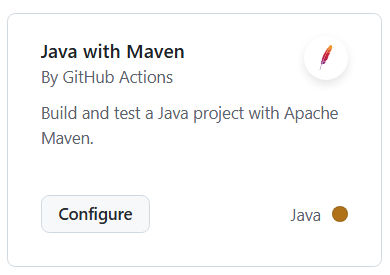 Java with Maven
By GitHub Actions
Build and test a Java project with Apache
Maven.
Configure
Java